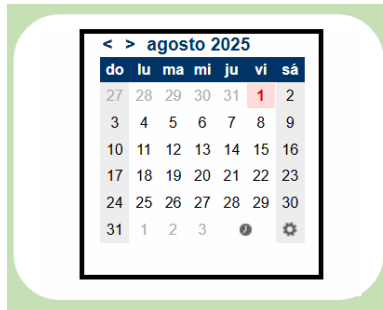 < > agosto 2025
do lu ma mi ju vi sá
27 28 29 30 31 1 2
3 4 5 6 7 8 9
10 11 12 13 14 15 16
17 18 19 20 21 22 23
24 25 26 27 28 29 30
31 1 2 3